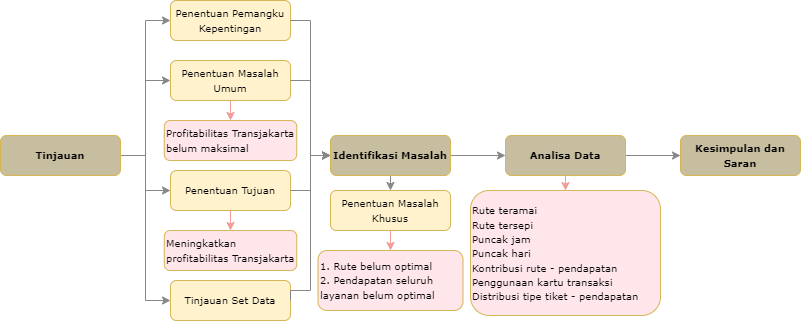 Tinjauan
Penentuan Pemangku
Kepentingan
Penentuan Masalah
Umum
Profitabilitas Transjakarta
belum maksimal
Penentuan Tujuan
Meningkatkan
profitabilitas Transjakarta
Tinjauan Set Data
Identifikasi Masalah
Penentuan Masalah
Khusus
1. Rute belum optimal
2. Pendapatan seluruh
layanan belum optimal
Analisa Data
Rute teramai
Rute tersepi
Puncak jam
Puncak hari
Kontribusi rute - pendapatan
Penggunaan kartu transaksi
Distribusi tipe tiket - pendapatan
Kesimpulan dan
Saran